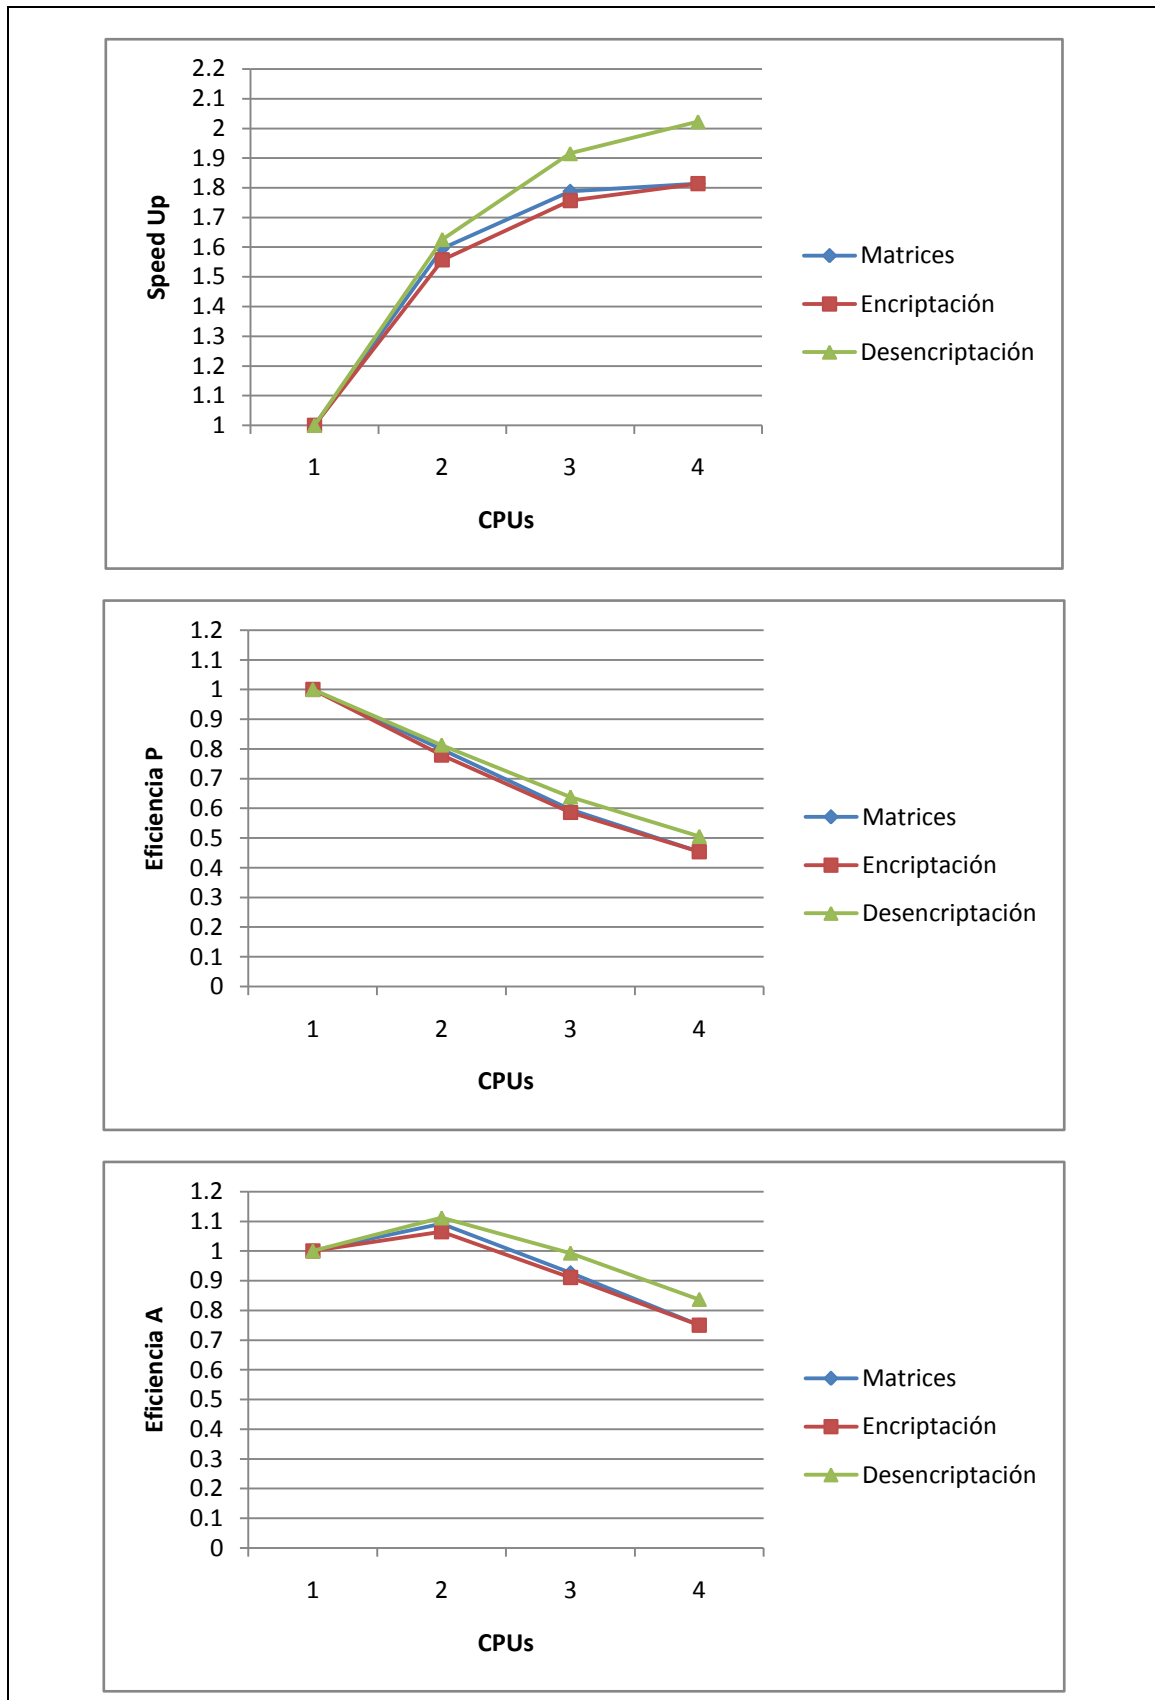 2.2
2.1
2
1.9
1.8
1.7
1.6
1.5
1.4
1.3
1.2
1.1
1
Speed Up
1 2 3 4
CPUs
Matrices
Encriptación
Desencriptación
1.2
1.1
1
0.9
0.8
0.7
0.6
0.5
0.4
0.3
0.2
0.1
0
Eficiencia P
1 2 3 4
CPUs
Matrices
Encriptación
Desencriptación
1.2
1.1
1
0.9
0.8
0.7
0.6
0.5
0.4
0.3
0.2
0.1
0
Eficiencia A
1 2 3 4
CPUs
Matrices
Encriptación
Desencriptación